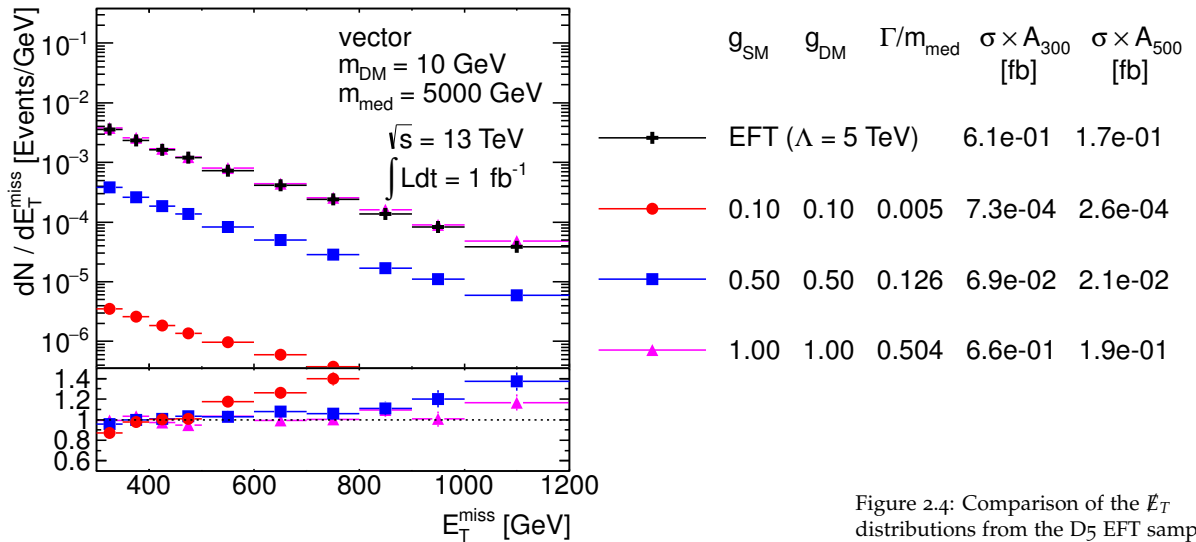 dN / dE_T^miss [Events/GeV]
10⁻¹
10⁻²
10⁻³
10⁻⁴
10⁻⁵
10⁻⁶
vector
m_DM = 10 GeV
m_med = 5000 GeV
√s = 13 TeV
∫ Ldt = 1 fb⁻¹
1.4
1.2
1
0.8
0.6
400 600 800 1000 1200
E_T^miss [GeV]
g_SM g_DM Γ/m_med σ × A_300 σ × A_500
[fb] [fb]
EFT (Λ = 5 TeV) 6.1e-01 1.7e-01
0.10 0.10 0.005 7.3e-04 2.6e-04
0.50 0.50 0.126 6.9e-02 2.1e-02
1.00 1.00 0.504 6.6e-01 1.9e-01
Figure 2.4: Comparison of the E̸_T
distributions from the D5 EFT samp